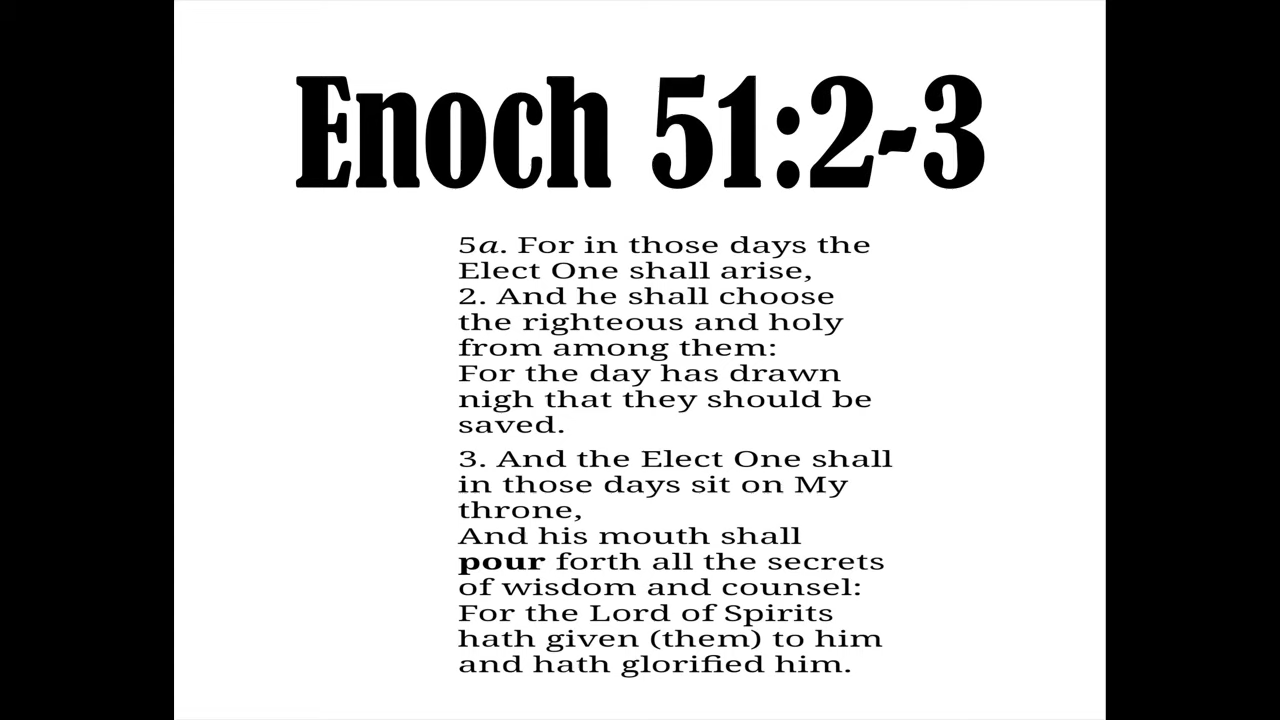 Enoch 51:2-3
5a. For in those days the
Elect One shall arise,
2. And he shall choose
the righteous and holy
from among them:
For the day has drawn
nigh that they should be
saved.
3. And the Elect One shall
in those days sit on My
throne,
And his mouth shall
pour forth all the secrets
of wisdom and counsel:
For the Lord of Spirits
hath given (them) to him
and hath glorified him.